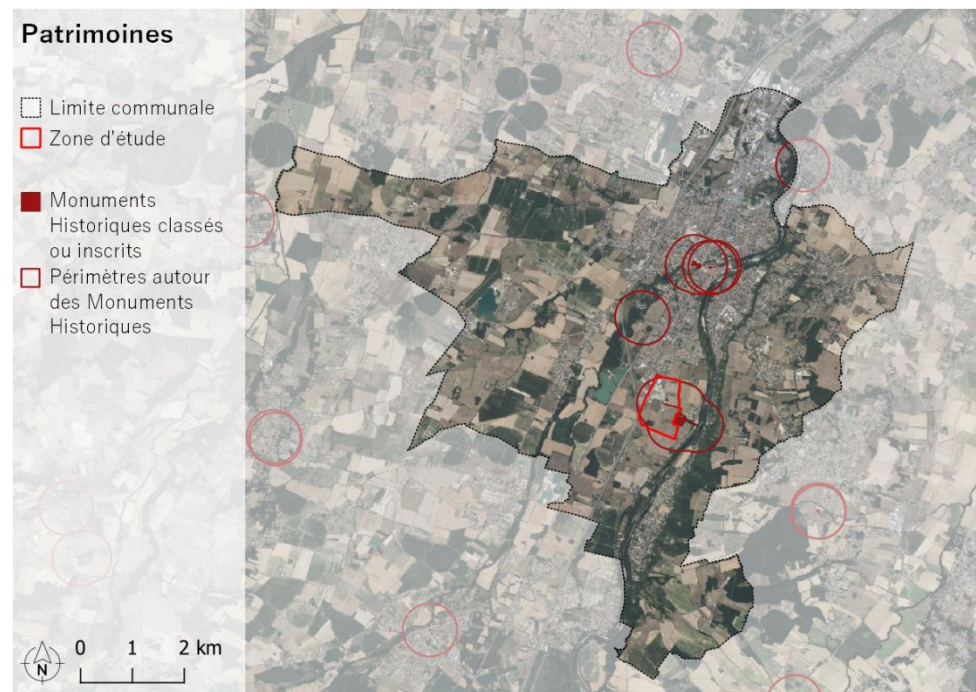 Patrimoines
Limite communale
Zone d'étude
Monuments
Historiques classés
ou inscrits
Périmètres autour
des Monuments
Historiques
N
0 1 2 km